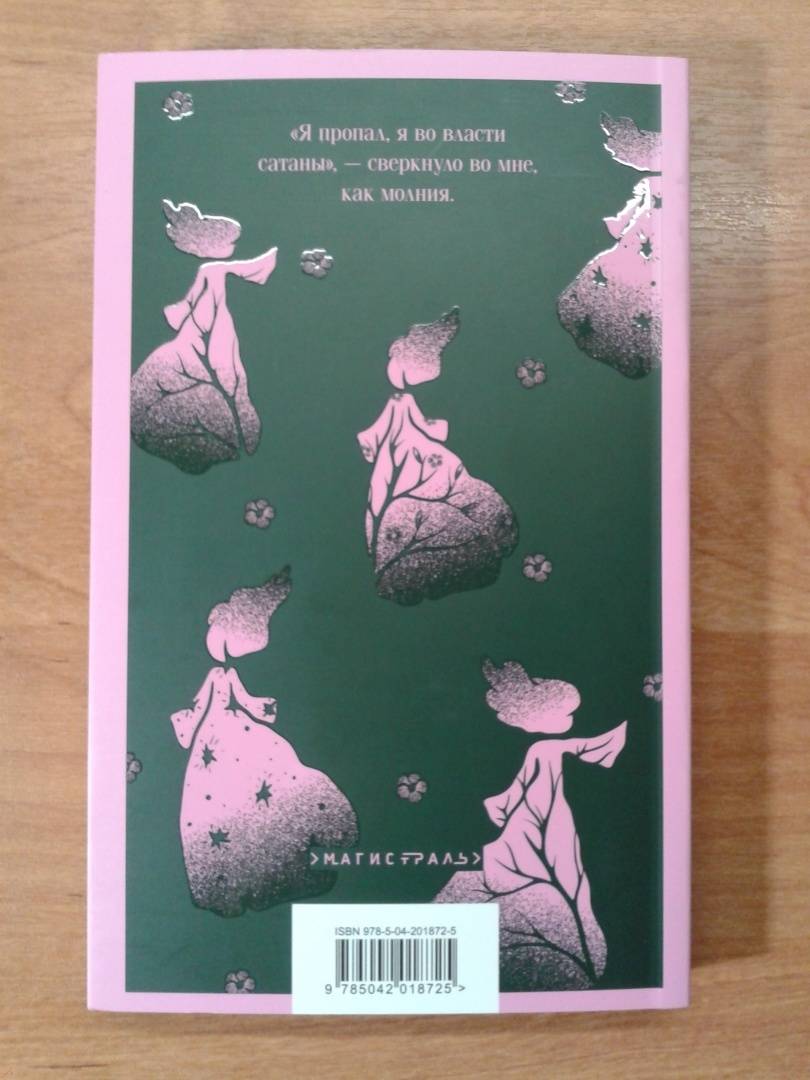 «Я пропал, я во власти
сатаны», — сверкнуло во мне,
как молния.
>МАГИСТРАЛЬ>
ISBN 978-5-04-201872-5
9 785042 018725 >